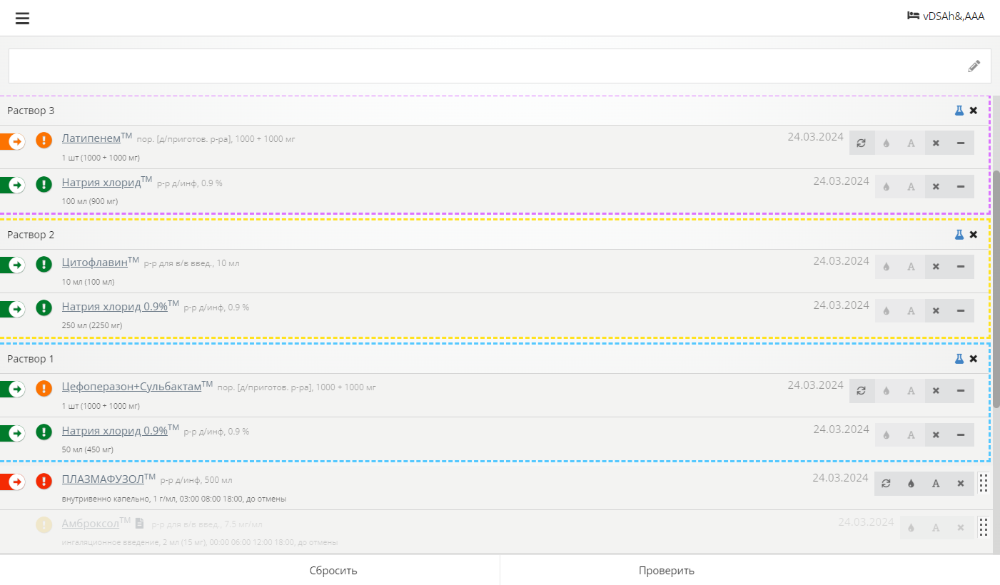 vDSAh&,AAA
Раствор 3
Латипенем™ пор. [д/приготов. р-ра], 1000 + 1000 мг 24.03.2024 A
1 шт (1000 + 1000 мг)
Натрия хлорид™ р-р д/инф, 0.9 % 24.03.2024 A
100 мл (900 мг)
Раствор 2
Цитофлавин™ р-р для в/в введ., 10 мл 24.03.2024 A
10 мл (100 мл)
Натрия хлорид 0.9%™ р-р д/инф, 0.9 % 24.03.2024 A
250 мл (2250 мг)
Раствор 1
Цефоперазон+Сульбактам™ пор. [д/приготов. р-ра], 1000 + 1000 мг 24.03.2024 A
1 шт (1000 + 1000 мг)
Натрия хлорид 0.9%™ р-р д/инф, 0.9 % 24.03.2024 A
50 мл (450 мг)
ПЛАЗМАФУЗОЛ™ р-р д/инф, 500 мл 24.03.2024 A
внутривенно капельно, 1 г/мл, 03:00 08:00 18:00, до отмены
Амброксол™ р-р для в/в введ., 7.5 мг/мл 24.03.2024 A
ингаляционное введение, 2 мл (15 мг), 00:00 06:00 12:00 18:00, до отмены
Сбросить Проверить